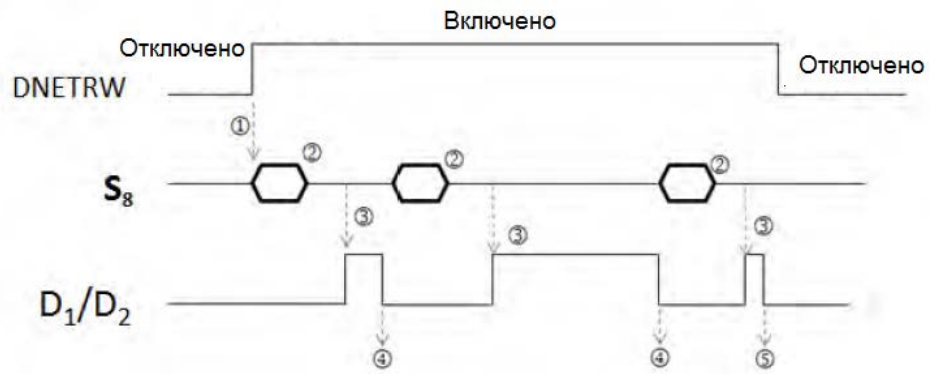 Включено
Отключено
Отключено
DNETRW
①
②
②
②
S₈
③
③
③
D₁/D₂
④
④
⑤